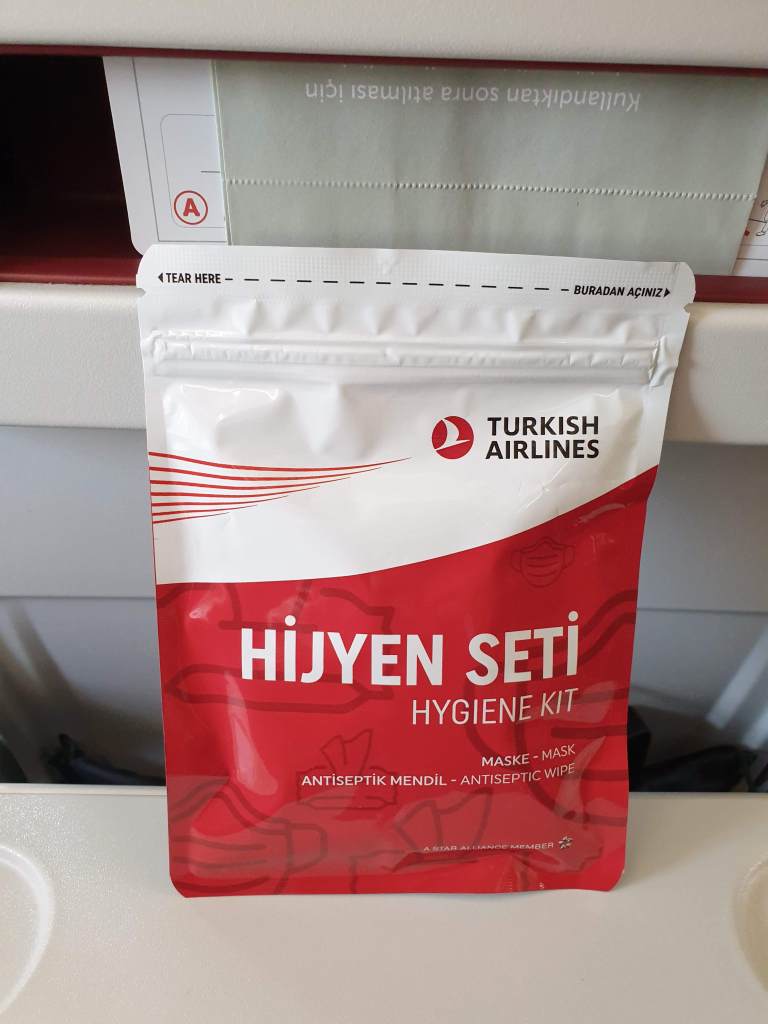 Kullandıktan sonra atılması için
A
TEAR HERE
BURADAN AÇINIZ
TURKISH
AIRLINES
HİJYEN SETİ
HYGIENE KIT
MASKE - MASK
ANTİSEPTİK MENDİL - ANTISEPTIC WIPE
A STAR ALLIANCE MEMBER